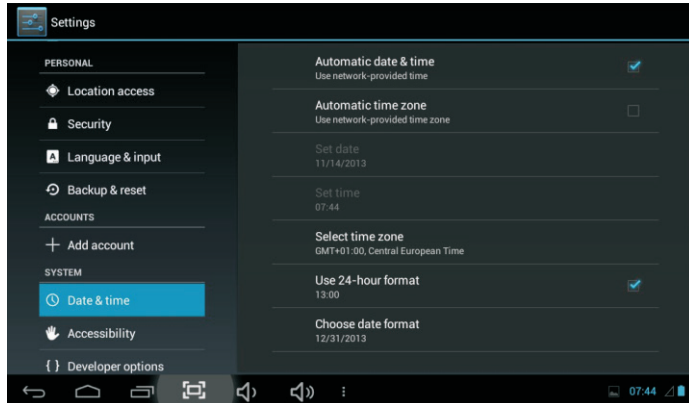 Settings
PERSONAL
Location access
Security
A Language & input
Backup & reset
ACCOUNTS
Add account
SYSTEM
Date & time
Accessibility
{ } Developer options
Automatic date & time
Use network-provided time
Automatic time zone
Use network-provided time zone
Set date
11/14/2013
Set time
07:44
Select time zone
GMT+01:00, Central European Time
Use 24-hour format
13:00
Choose date format
12/31/2013
07:44